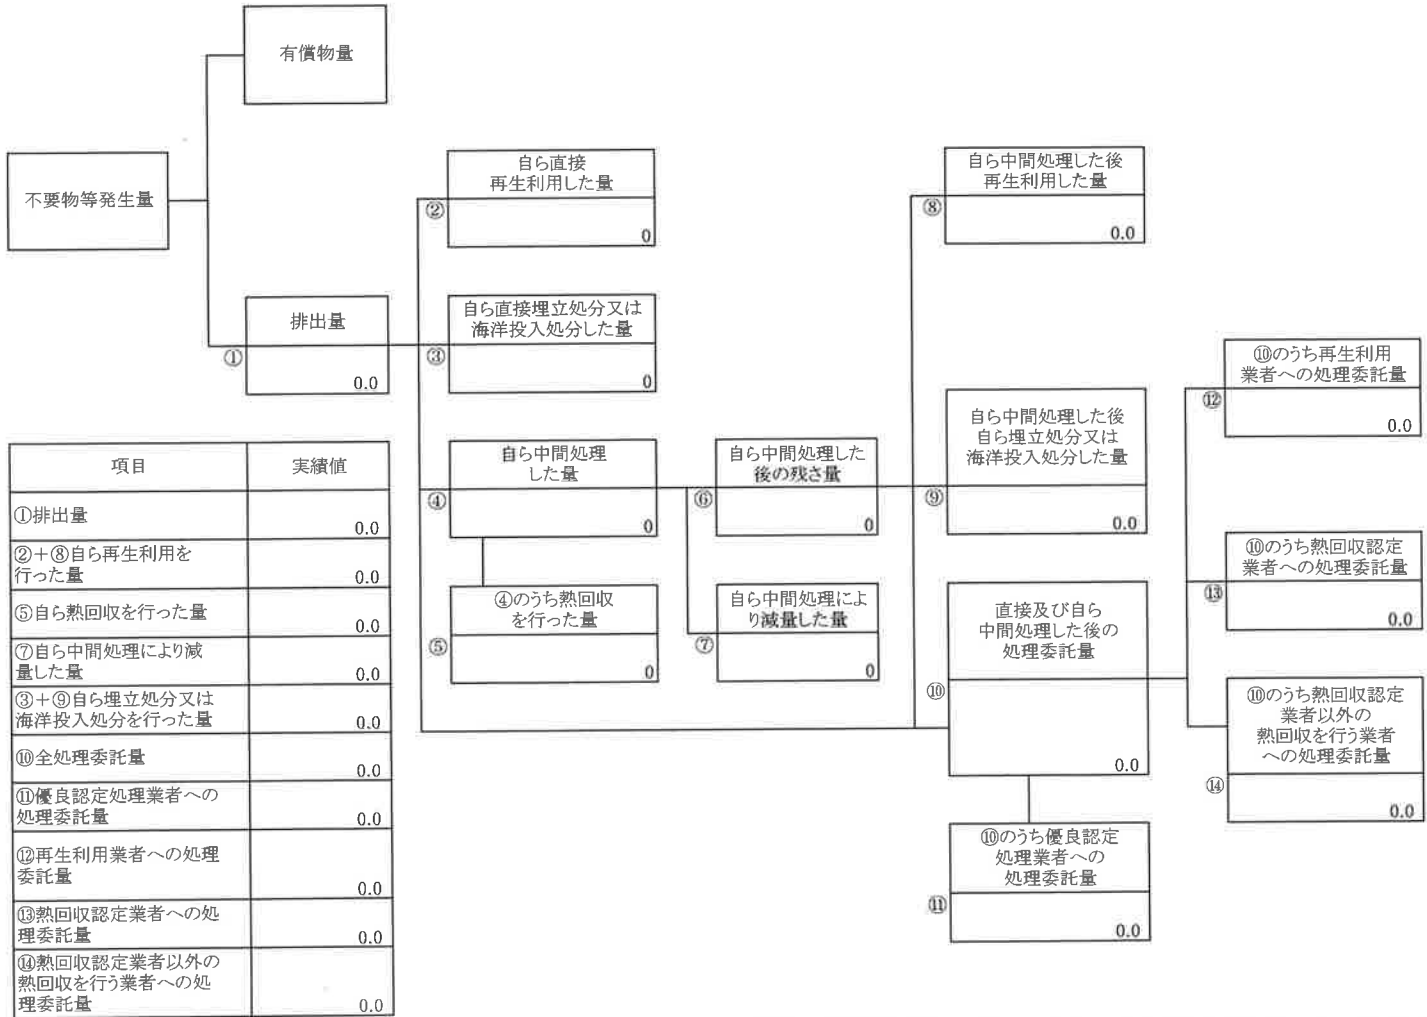 有償物量
不要物等発生量
排出量
①
0.0
自ら直接
再生利用した量
②
0
自ら直接埋立処分又は
海洋投入処分した量
③
0
自ら中間処理
した量
④
0
④のうち熱回収
を行った量
⑤
0
自ら中間処理した
後の残さ量
⑥
0
自ら中間処理によ
り減量した量
⑦
0
自ら中間処理した後
再生利用した量
⑧
0.0
自ら中間処理した後
自ら埋立処分又は
海洋投入処分した量
⑨
0.0
直接及び自ら
中間処理した後の
処理委託量
⑩
0.0
⑩のうち優良認定
処理業者への
処理委託量
⑪
0.0
⑩のうち再生利用
業者への処理委託量
⑫
0.0
⑩のうち熱回収認定
業者への処理委託量
⑬
0.0
⑩のうち熱回収認定
業者以外の
熱回収を行う業者
への処理委託量
⑭
0.0
項目 実績値
①排出量
0.0
②+⑧自ら再生利用を
行った量 0.0
⑤自ら熱回収を行った量
0.0
⑦自ら中間処理により減
量した量 0.0
③+⑨自ら埋立処分又は
海洋投入処分を行った量 0.0
⑩全処理委託量
0.0
⑪優良認定処理業者への
処理委託量 0.0
⑫再生利用業者への処理
委託量
0.0
⑬熱回収認定業者への処
理委託量 0.0
⑭熱回収認定業者以外の
熱回収を行う業者への処
理委託量 0.0